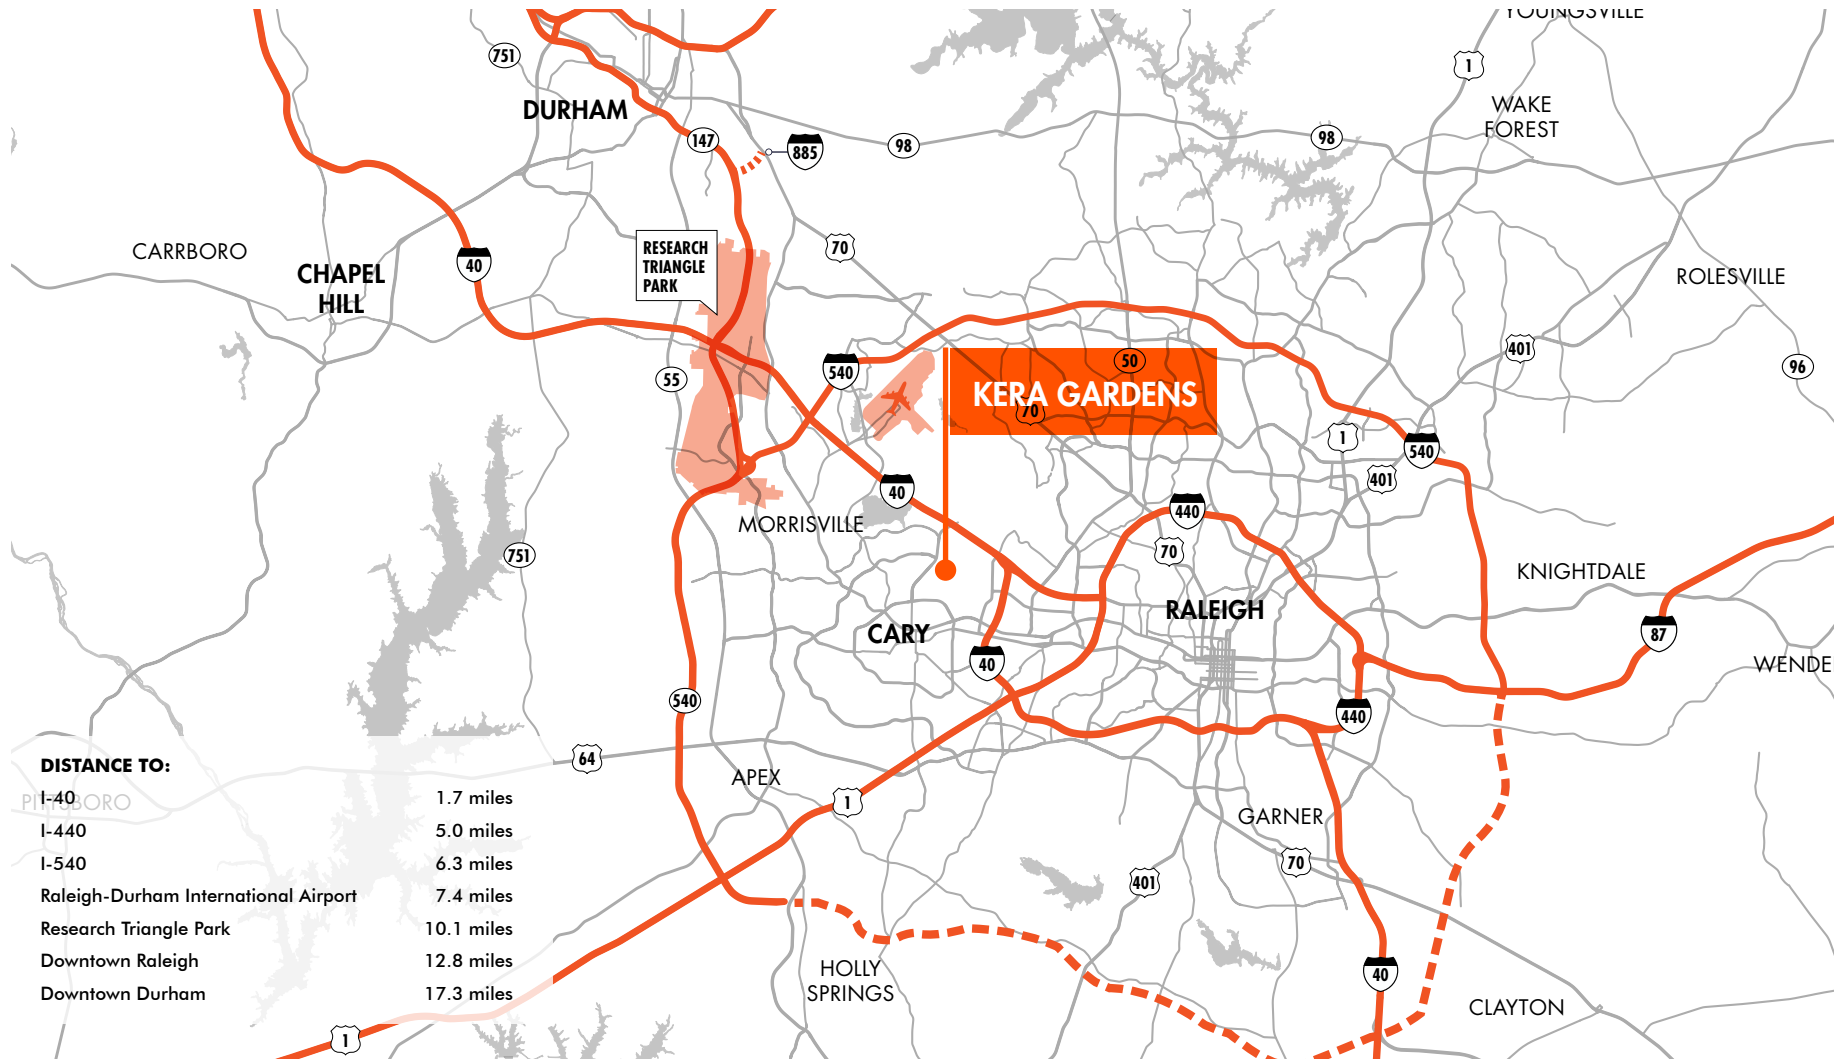 YOUNGSVILLE
751
1
DURHAM
WAKE
FOREST
147
885
98
98
CARRBORO
CHAPEL
HILL
40
RESEARCH
TRIANGLE
PARK
70
ROLESVILLE
401
96
55
540
50
KERA GARDENS
70
1
540
401
40
440
MORRISVILLE
70
751
KNIGHTDALE
RALEIGH
CARY
87
40
WENDE
540
440
64
APEX
1
GARNER
70
401
HOLLY
SPRINGS
40
CLAYTON
PITTSBORO
DISTANCE TO:
I-40 1.7 miles
I-440 5.0 miles
I-540 6.3 miles
Raleigh-Durham International Airport 7.4 miles
Research Triangle Park 10.1 miles
Downtown Raleigh 12.8 miles
Downtown Durham 17.3 miles
1